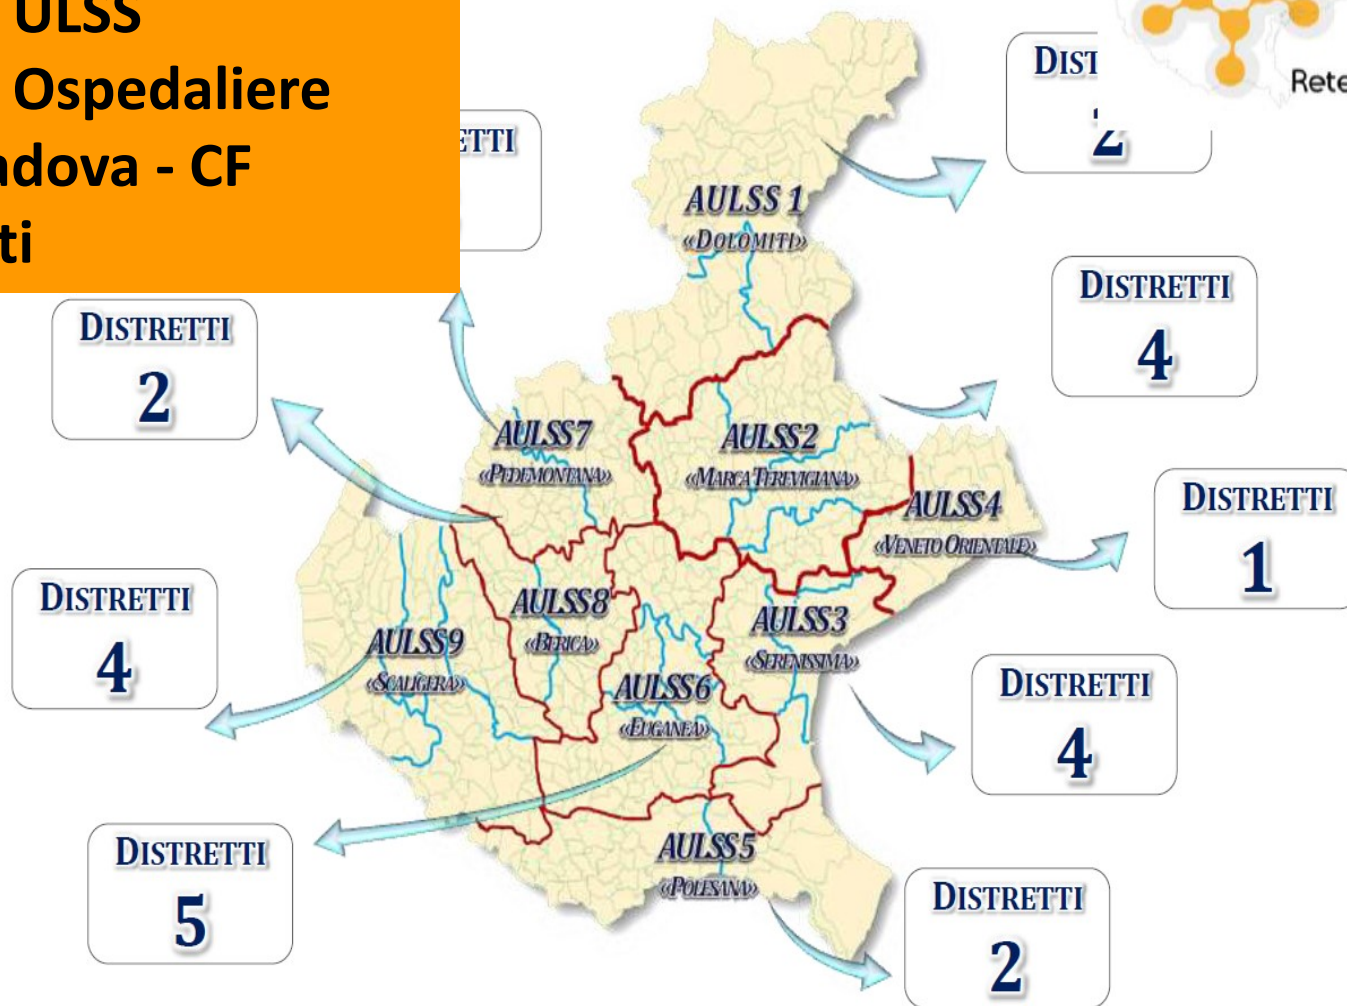 ULSS
Ospedaliere
adova - CF
ti
ETTI
DIST
2
Rete
AULSS 1
«DOLOMITI»
DISTRETTI
4
DISTRETTI
2
AULSS7
«PEDEMONTANA»
AULSS2
«MARCA TEREVIGIANA»
AULSS4
«VENETO ORIENTALE»
DISTRETTI
1
DISTRETTI
4
AULSS9
«SCALIGERA»
AULSS8
«BERICA»
AULSS3
«SERENISSIMA»
AULSS6
«EUGANEA»
DISTRETTI
4
DISTRETTI
5
AULSS5
«POLESANA»
DISTRETTI
2